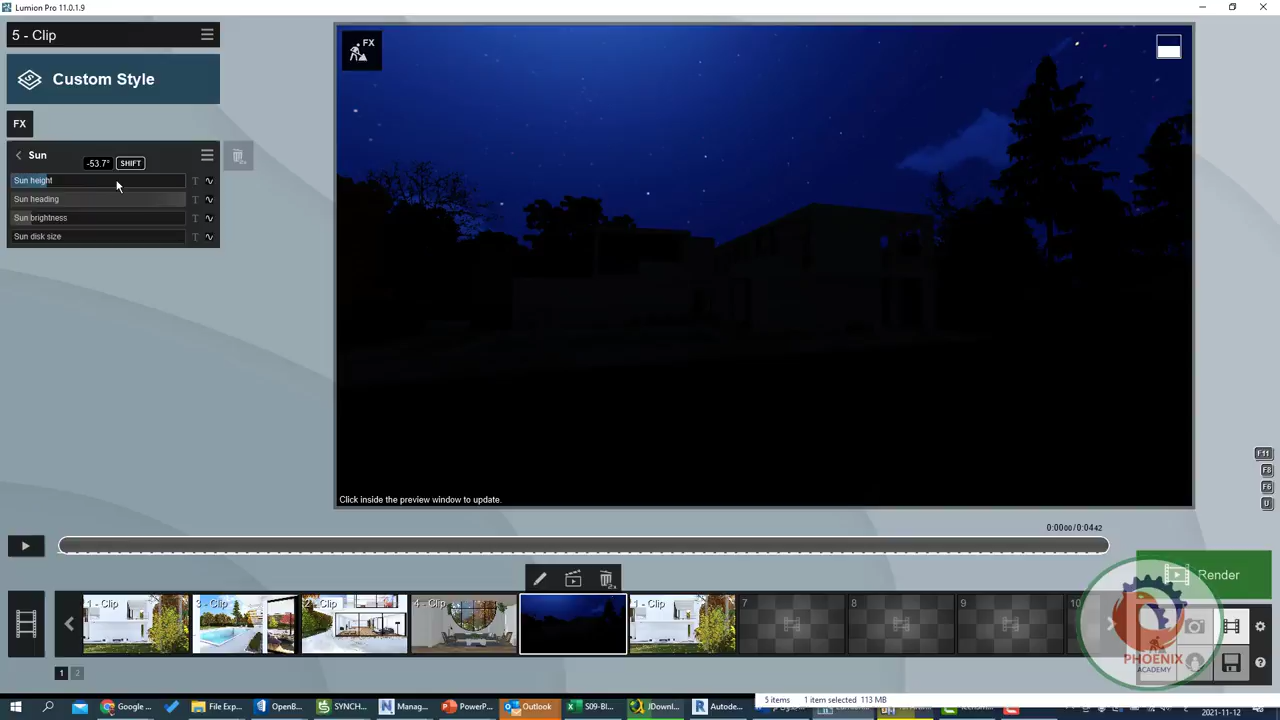 Lumion Pro 11.0.1.9
5 - Clip
FX
Custom Style
FX
Sun
-53.7° SHIFT
Sun height T
Sun heading T
Sun brightness T
Sun disk size T
Click inside the preview window to update.
F11
F8
F6
U
0:0000/0:0442
Render
1 - Clip
3 - Clip
2 - Clip
4 - Clip
1 - Clip
7
8
9
10
PHOENIX
ACADEMY
1 2
5 items 1 item selected 113 MB
File Exp...
OpenB...
SYNC...
Manag...
PowerP...
Outlook
S09-Bl...
JDownl...
Autode...
2021-11-12